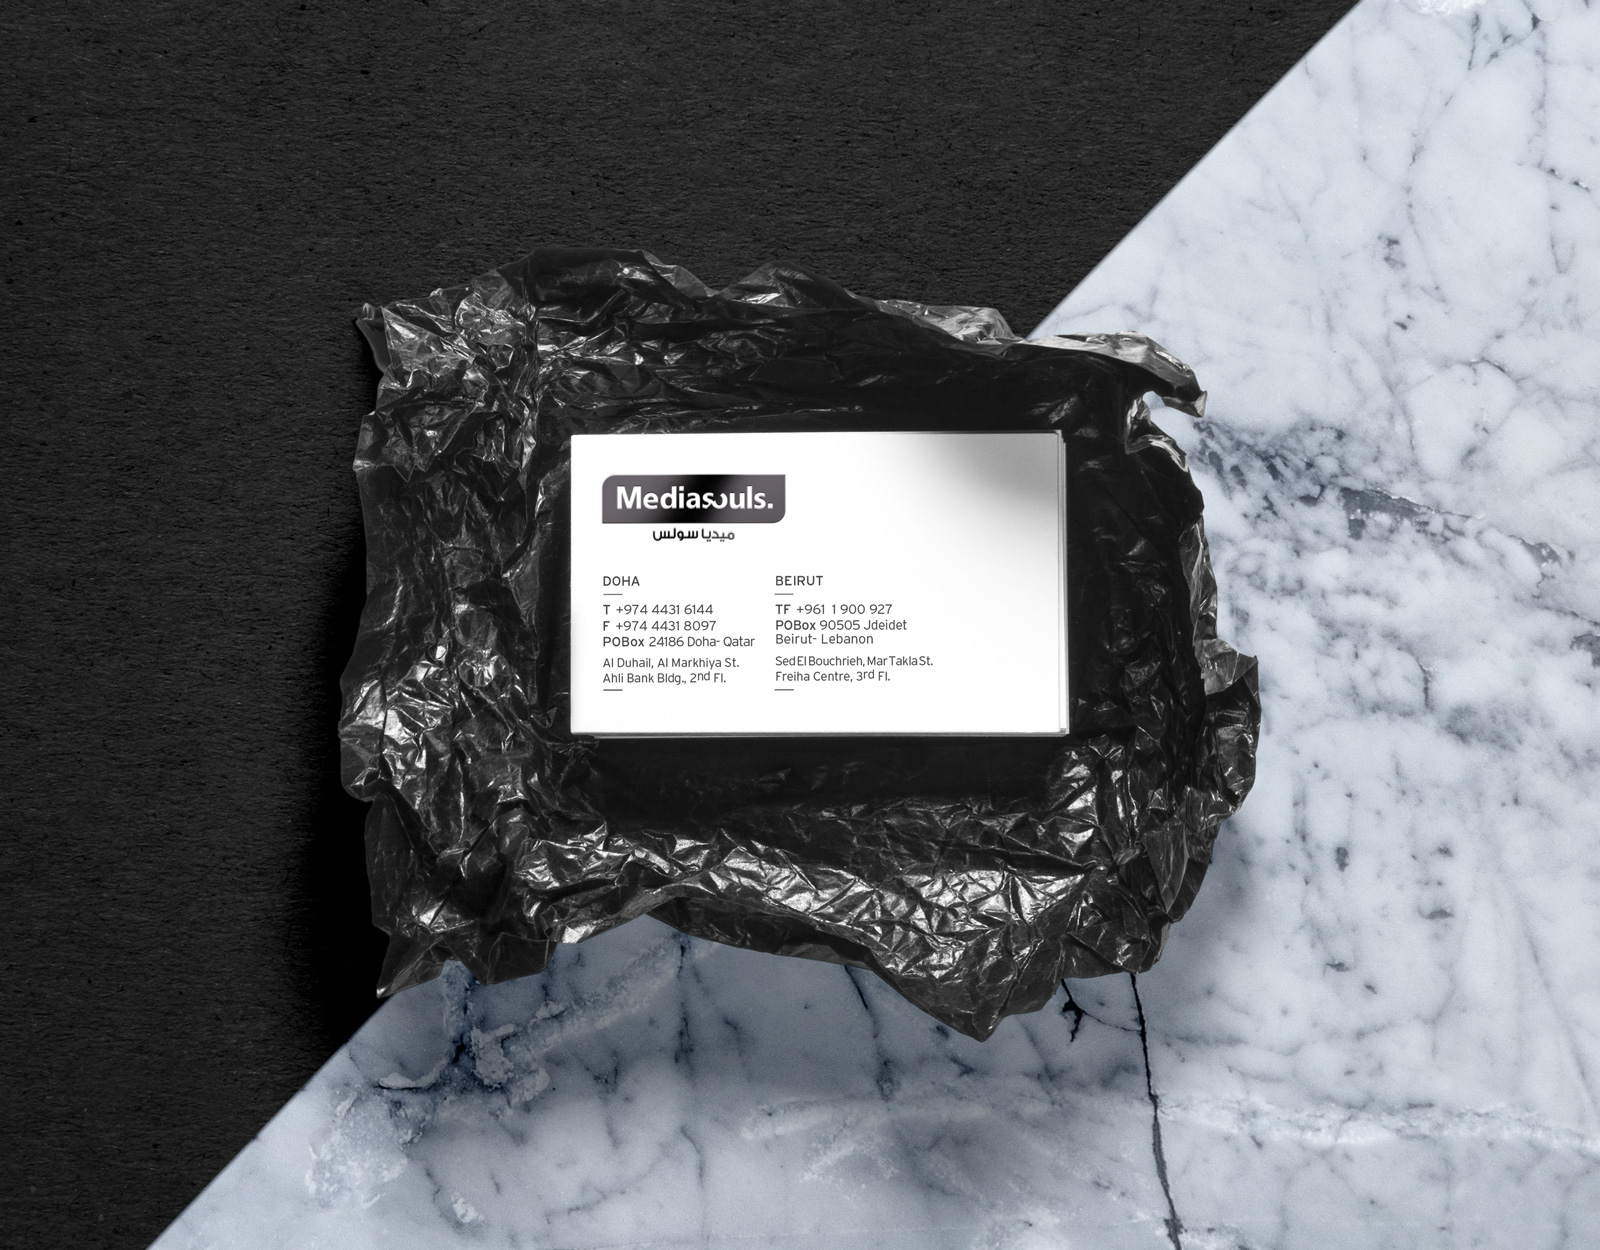 Mediasouls.
ميديا سولس
DOHA
T +974 4431 6144
F +974 4431 8097
POBox 24186 Doha- Qatar
Al Duhail, Al Markhiya St.
Ahli Bank Bldg., 2nd Fl.
BEIRUT
TF +961 1 900 927
POBox 90505 Jdeidet
Beirut- Lebanon
Sed El Bouchrieh, Mar Takla St.
Freiha Centre, 3rd Fl.